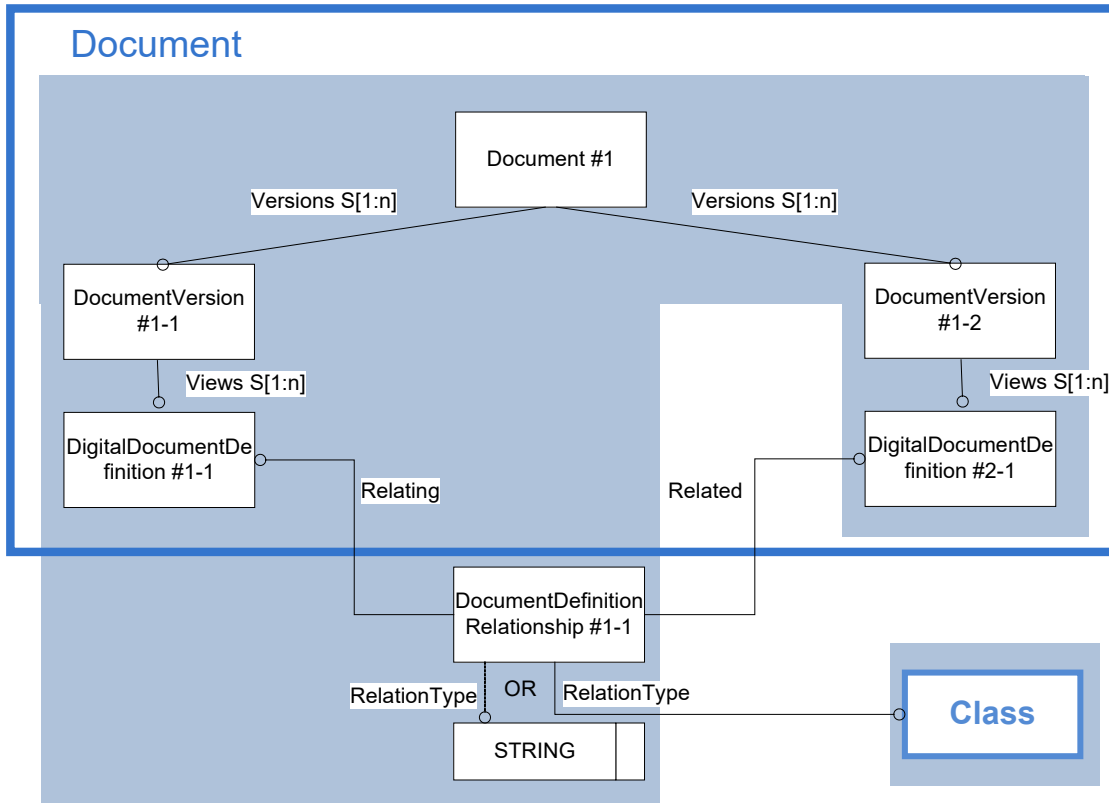 Document
Document #1
Versions S[1:n]
Versions S[1:n]
DocumentVersion
#1-1
DocumentVersion
#1-2
Views S[1:n]
Views S[1:n]
DigitalDocumentDe
finition #1-1
DigitalDocumentDe
finition #2-1
Relating
Related
DocumentDefinition
Relationship #1-1
RelationType
OR
RelationType
STRING
Class